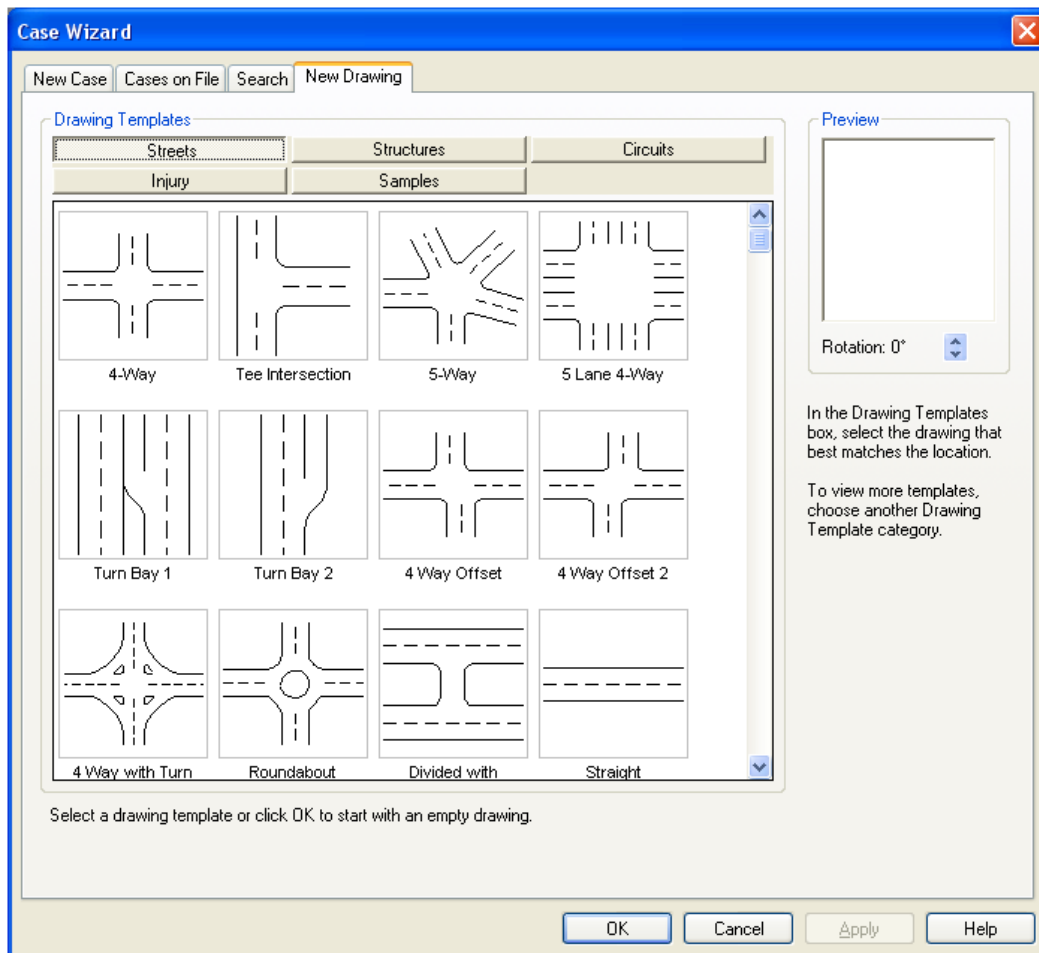 Case Wizard
New Case
Cases on File
Search
New Drawing
Drawing Templates
Streets
Structures
Circuits
Injury
Samples
4-Way
Tee Intersection
5-Way
5 Lane 4-Way
Turn Bay 1
Turn Bay 2
4 Way Offset
4 Way Offset 2
4 Way with Turn
Roundabout
Divided with
Straight
Select a drawing template or click OK to start with an empty drawing.
Preview
Rotation: 0°
In the Drawing Templates
box, select the drawing that
best matches the location.
To view more templates,
choose another Drawing
Template category.
OK
Cancel
Apply
Help